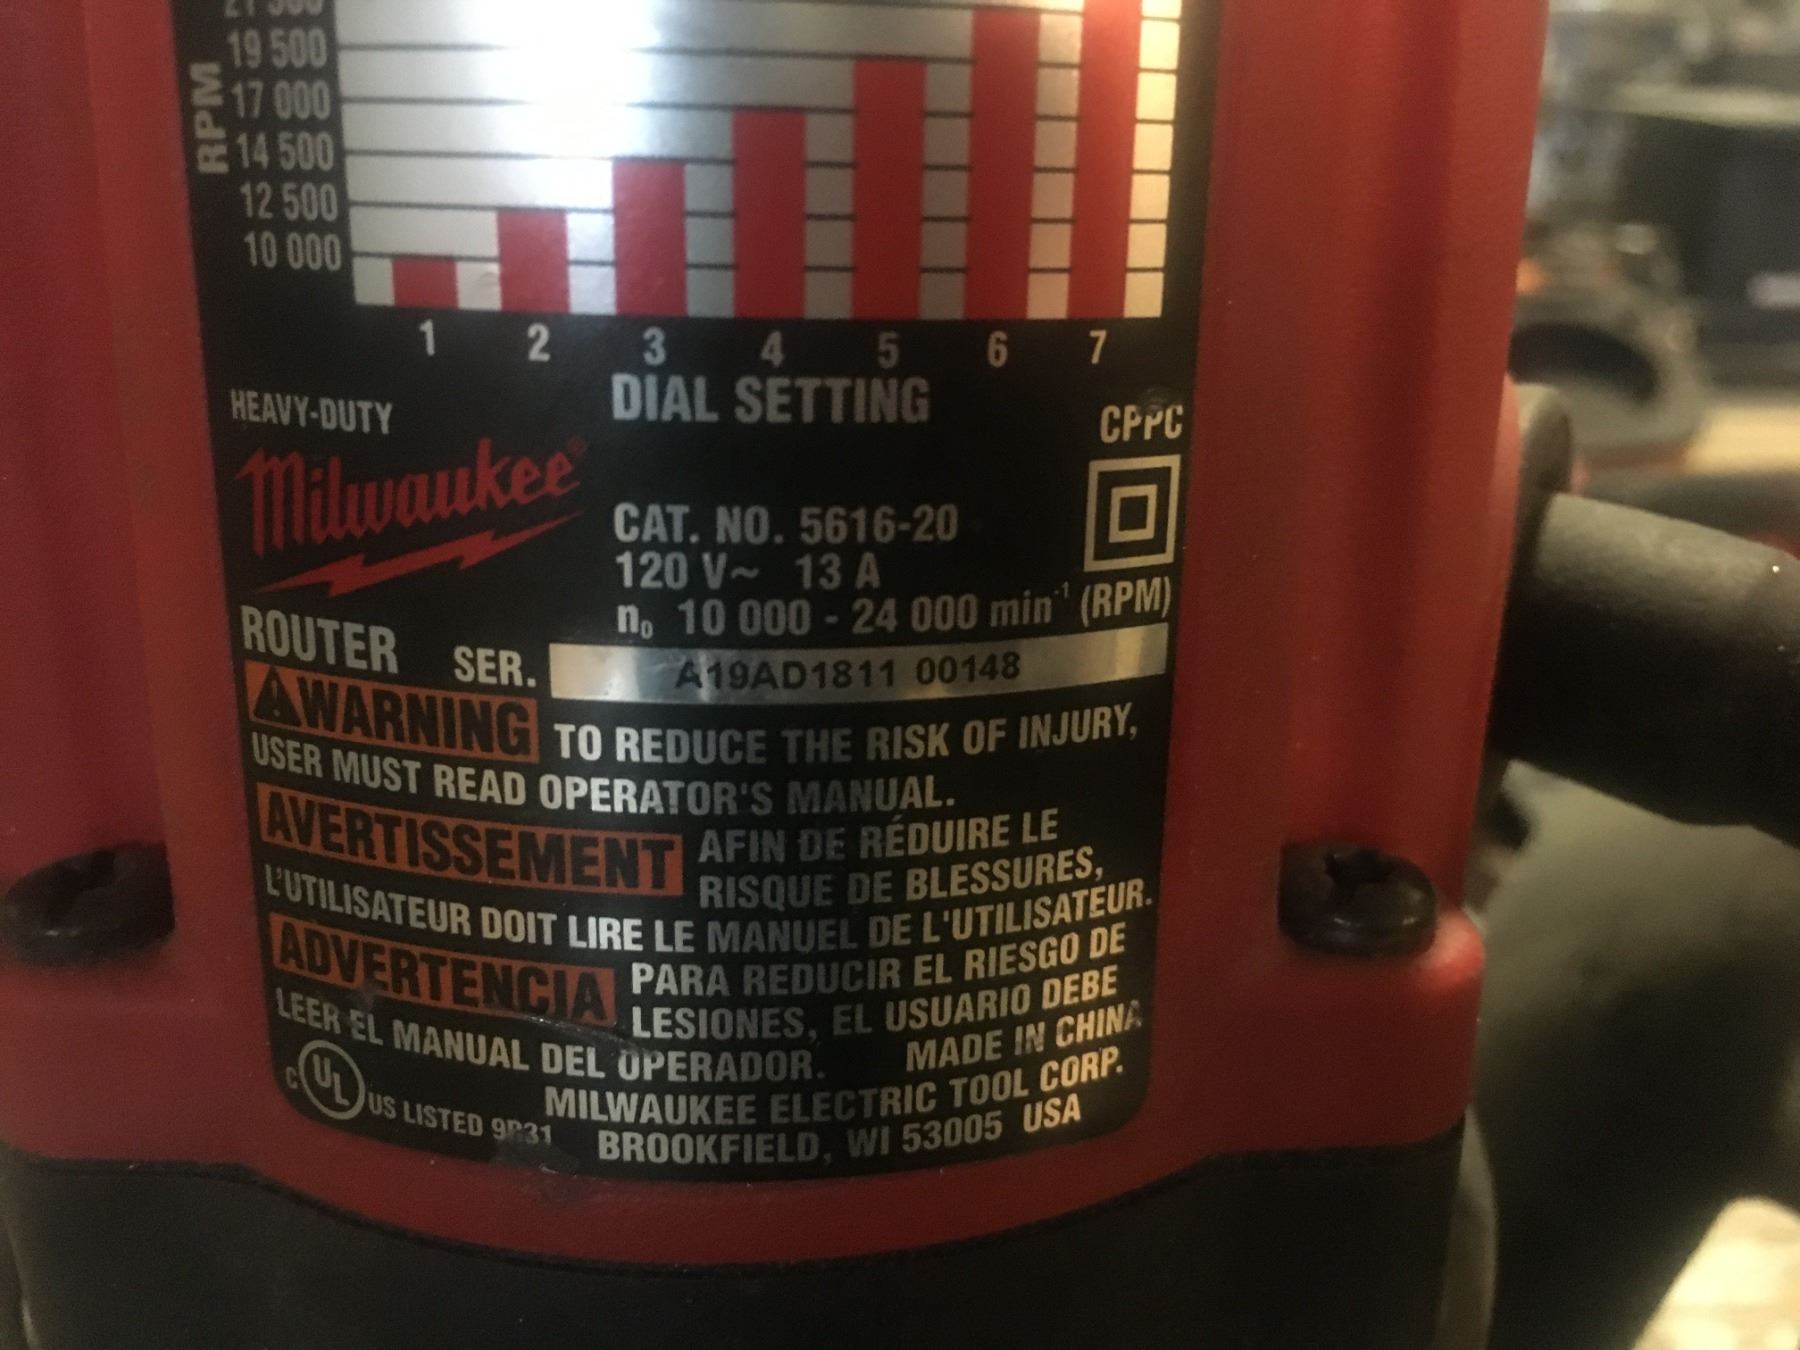 19 500
17 000
14 500
12 500
10 000
RPM
1 2 3 4 5 6 7
DIAL SETTING
HEAVY-DUTY
Milwaukee®
CPPC
CAT. NO. 5616-20
120 V~ 13 A
n₀ 10 000 - 24 000 min⁻¹ (RPM)
ROUTER SER. A19AD1811 00148
⚠WARNING TO REDUCE THE RISK OF INJURY,
USER MUST READ OPERATOR'S MANUAL.
AVERTISSEMENT AFIN DE RÉDUIRE LE
RISQUE DE BLESSURES,
L'UTILISATEUR DOIT LIRE LE MANUEL DE L'UTILISATEUR.
ADVERTENCIA PARA REDUCIR EL RIESGO DE
LESIONES, EL USUARIO DEBE
LEER EL MANUAL DEL OPERADOR. MADE IN CHINA
C UL US LISTED
MILWAUKEE ELECTRIC TOOL CORP.
BROOKFIELD, WI 53005 USA